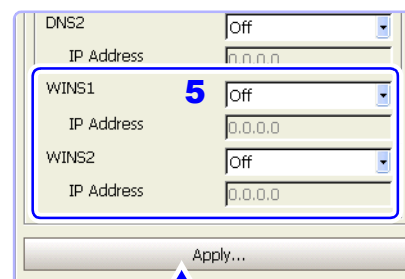 DNS2 Off
IP Address 0.0.0.0
WINS1 5 Off
IP Address 0.0.0.0
WINS2 Off
IP Address 0.0.0.0
Apply...